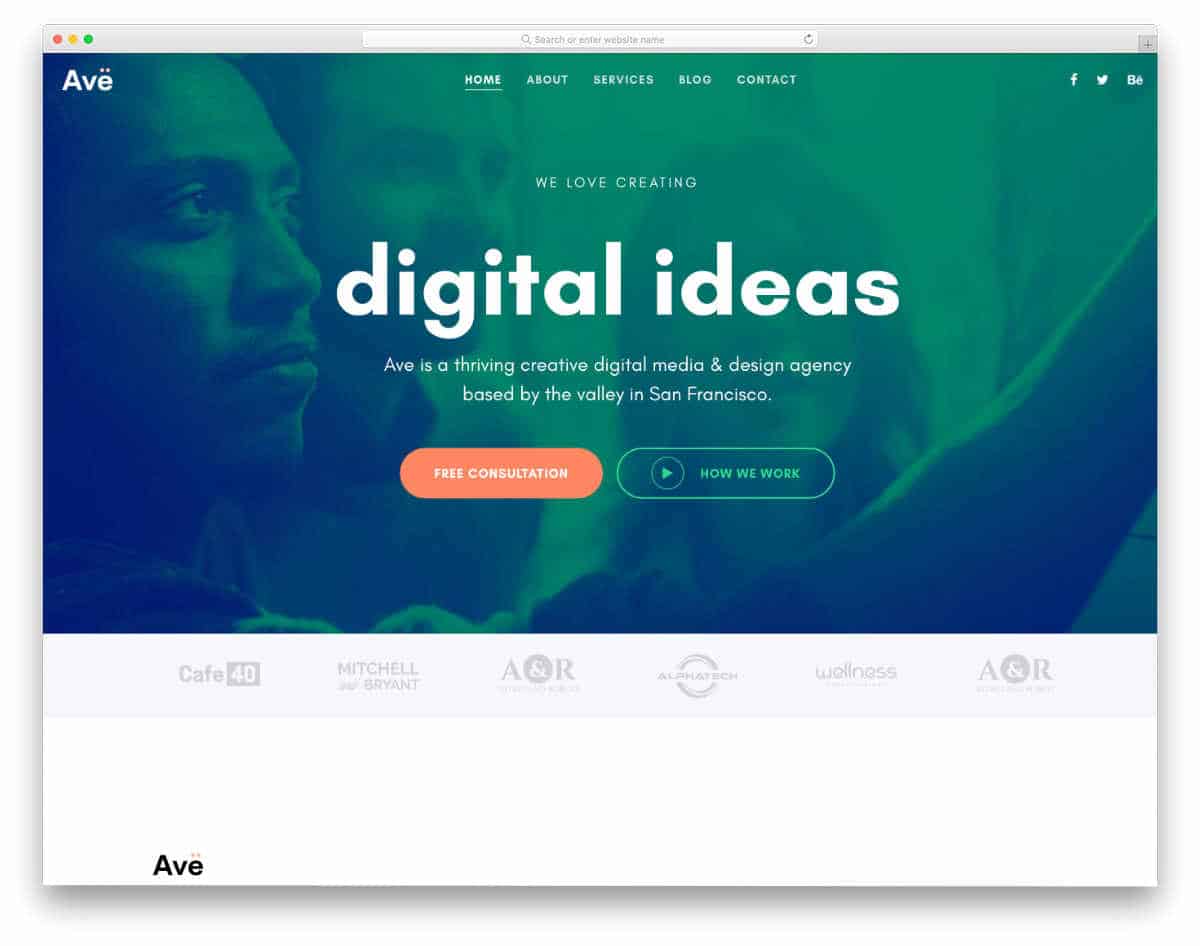 Search or enter website name
Avë
HOME ABOUT SERVICES BLOG CONTACT
f Bē
WE LOVE CREATING
digital ideas
Ave is a thriving creative digital media & design agency
based by the valley in San Francisco.
FREE CONSULTATION HOW WE WORK
Cafe 40
MITCHELL
BRYANT
A&R
ALPHATECH
wellness
A&R
Avë